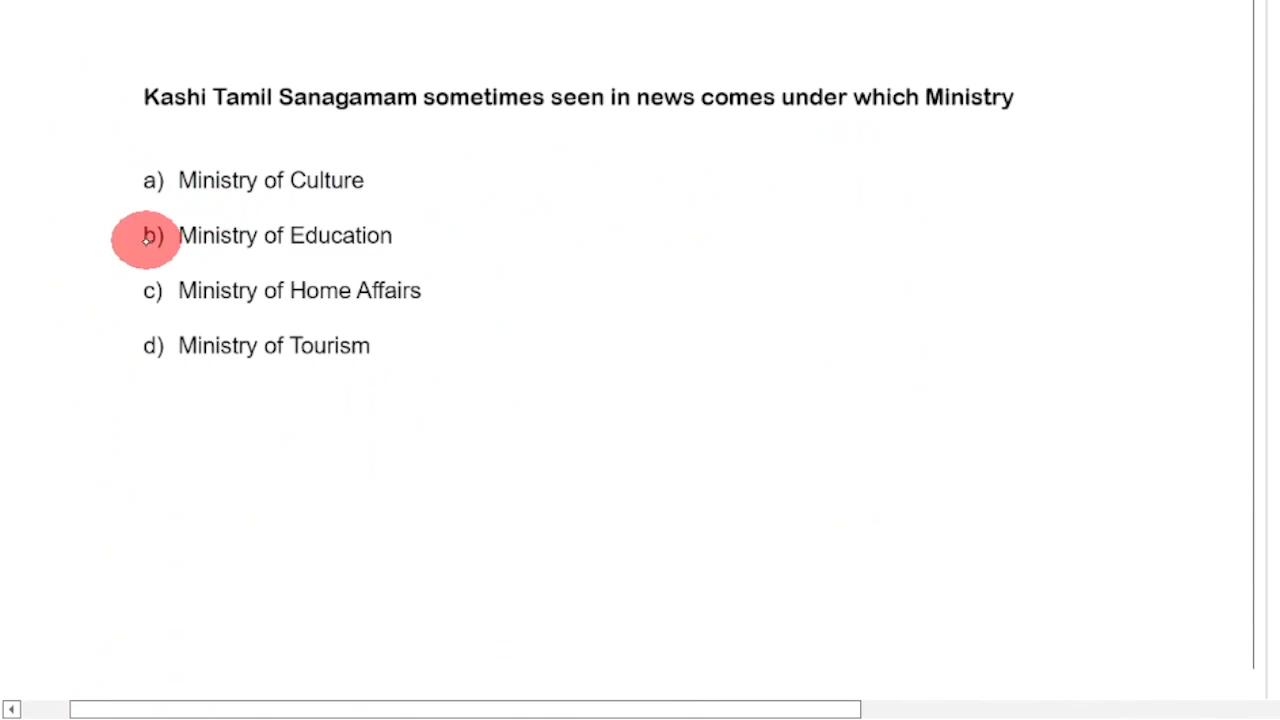 Kashi Tamil Sanagamam sometimes seen in news comes under which Ministry
a) Ministry of Culture
b) Ministry of Education
c) Ministry of Home Affairs
d) Ministry of Tourism